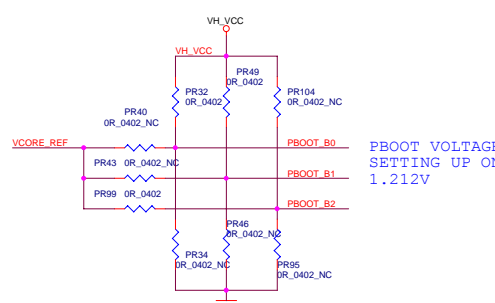 VH_VCC
VH_VCC
PR49
0R_0402
PR32
0R_0402
PR104
0R_0402_NC
PR40
0R_0402_NC
VCORE_REF
PBOOT_B0
PR43 0R_0402_NC
PBOOT_B1
PR99 0R_0402
PBOOT_B2
PBOOT VOLTAGE
SETTING UP ON
1.212V
PR46
0R_0402_NC
PR34
0R_0402_NC
PR95
0R_0402_NC